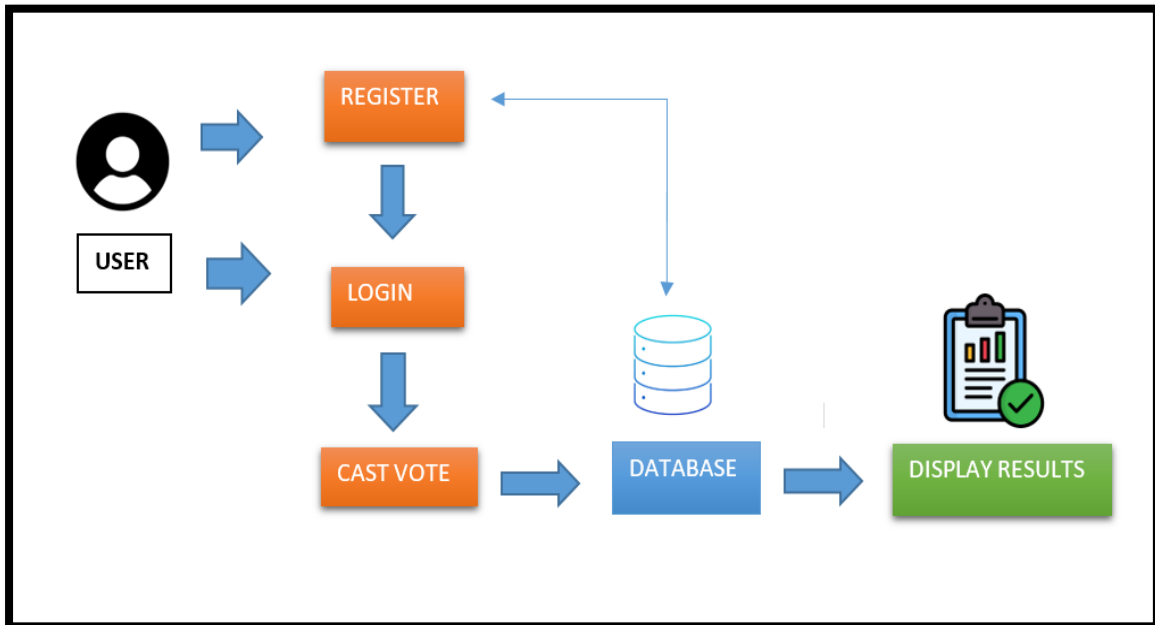 REGISTER
USER
LOGIN
CAST VOTE
DATABASE
DISPLAY RESULTS